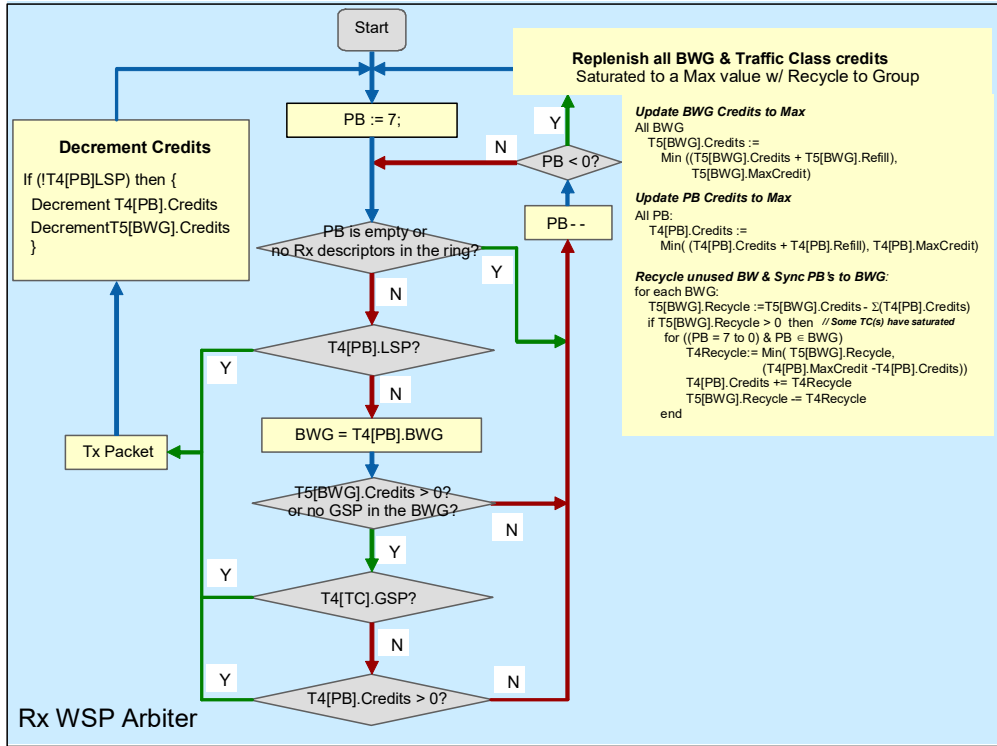 Start
Replenish all BWG & Traffic Class credits
Saturated to a Max value w/ Recycle to Group
PB := 7;
Y
N
PB < 0?
PB - -
Decrement Credits
If (!T4[PB]LSP) then {
Decrement T4[PB].Credits
DecrementT5[BWG].Credits
}
Update BWG Credits to Max
All BWG
T5[BWG].Credits :=
Min ((T5[BWG].Credits + T5[BWG].Refill),
T5[BWG].MaxCredit)
Update PB Credits to Max
All PB:
T4[PB].Credits :=
Min( (T4[PB].Credits + T4[PB].Refill), T4[PB].MaxCredit)
Recycle unused BW & Sync PB's to BWG:
for each BWG:
T5[BWG].Recycle :=T5[BWG].Credits - Σ(T4[PB].Credits)
if T5[BWG].Recycle > 0 then // Some TC(s) have saturated
for ((PB = 7 to 0) & PB ∈ BWG)
T4Recycle:= Min( T5[BWG].Recycle,
(T4[PB].MaxCredit -T4[PB].Credits))
T4[PB].Credits += T4Recycle
T5[BWG].Recycle -= T4Recycle
end
PB is empty or
no Rx descriptors in the ring?
Y
N
T4[PB].LSP?
Y
N
BWG = T4[PB].BWG
Tx Packet
T5[BWG].Credits > 0?
or no GSP in the BWG?
N
Y
T4[TC].GSP?
Y
N
T4[PB].Credits > 0?
Y
N
Rx WSP Arbiter